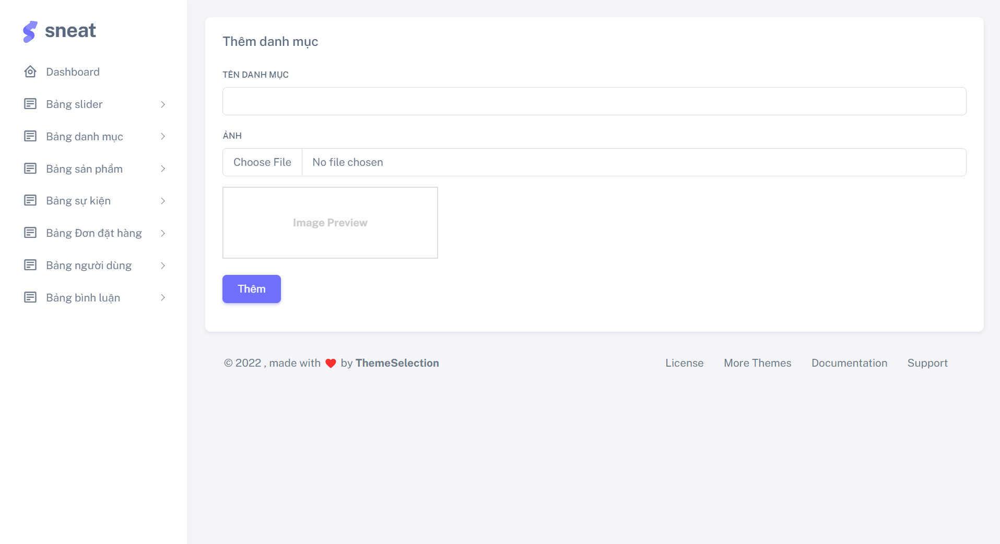 sneat
Dashboard
Bảng slider
Bảng danh mục
Bảng sản phẩm
Bảng sự kiện
Bảng Đơn đặt hàng
Bảng người dùng
Bảng bình luận
Thêm danh mục
TÊN DANH MỤC
ẢNH
Choose File No file chosen
Image Preview
Thêm
© 2022 , made with ❤️ by ThemeSelection
License More Themes Documentation Support